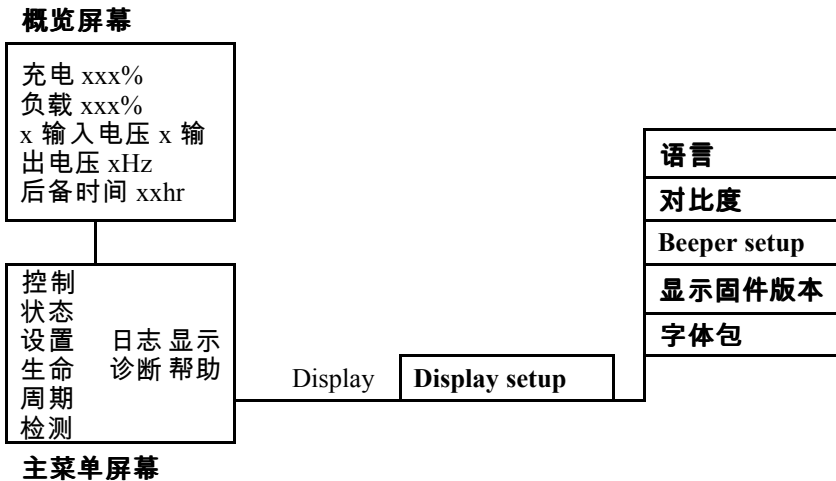 概览屏幕
充电 xxx%
负载 xxx%
x 输入电压 x 输
出电压 xHz
后备时间 xxhr
控制
状态
设置 日志 显示
生命 诊断 帮助
周期
检测
主菜单屏幕
Display
Display setup
语言
对比度
Beeper setup
显示固件版本
字体包